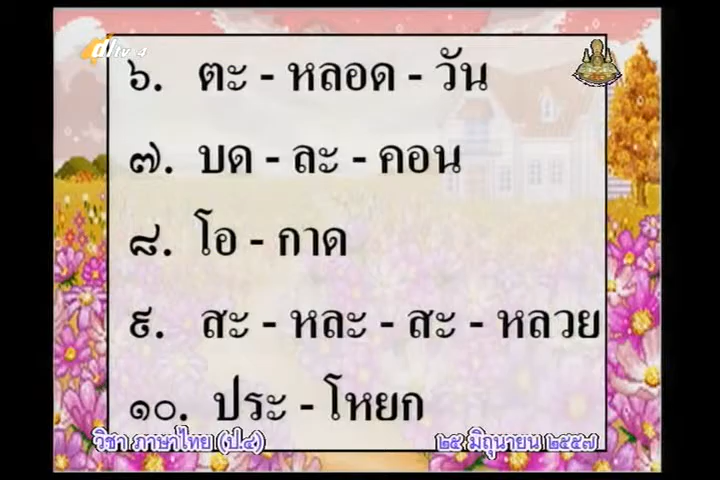 dltv 4
๖. ตะ - หลอด - วัน
๗. บด - ละ - คอน
๘. โอ - กาด
๙. สะ - หละ - สะ - หลวย
๑๐. ประ - โหยก
วิชา ภาษาไทย (ป.๔)
๒๕ มิถุนายน ๒๕๕๗